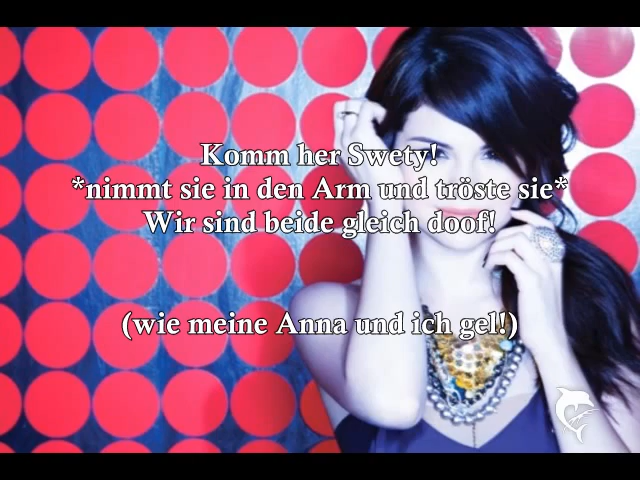 Komm her Swety!
*nimmt sie in den Arm und tröste sie*
Wir sind beide gleich doof!
(wie meine Anna und ich gel!)